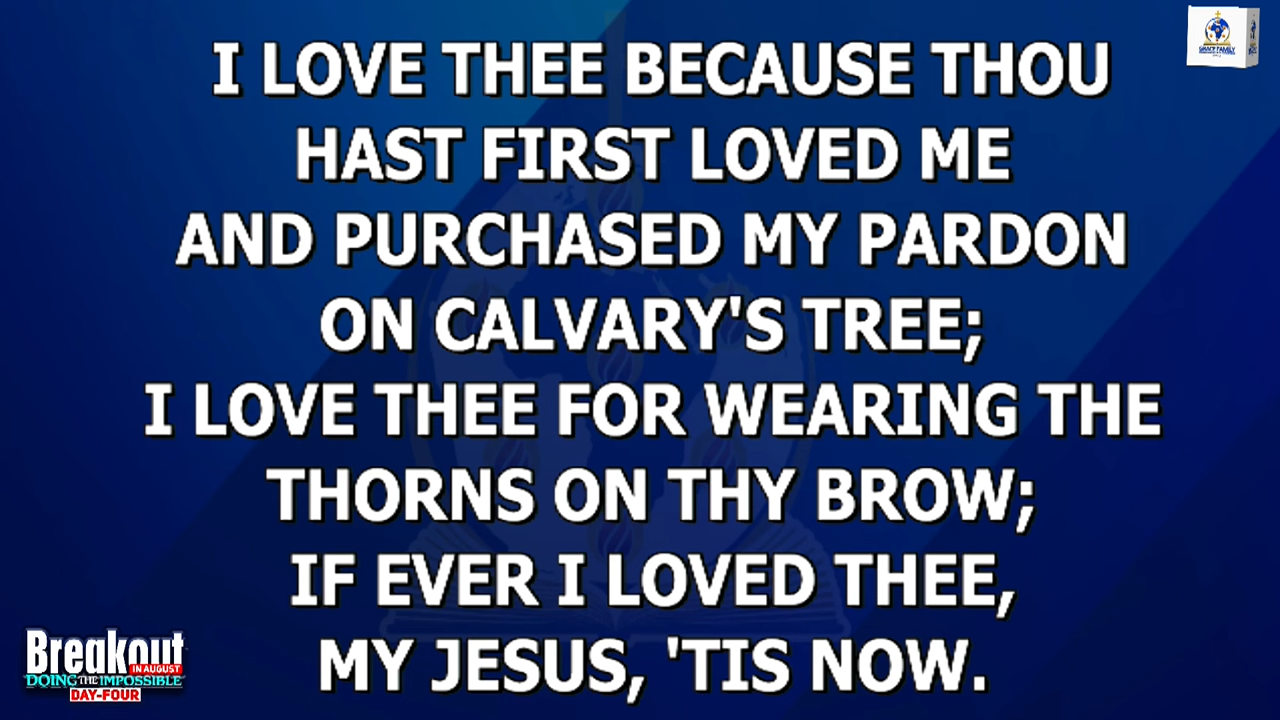 I LOVE THEE BECAUSE THOU
HAST FIRST LOVED ME
AND PURCHASED MY PARDON
ON CALVARY'S TREE;
I LOVE THEE FOR WEARING THE
THORNS ON THY BROW;
IF EVER I LOVED THEE,
MY JESUS, 'TIS NOW.
Breakout
IN AUGUST
DOING THE IMPOSSIBLE
DAY-FOUR
GRACE FAMILY